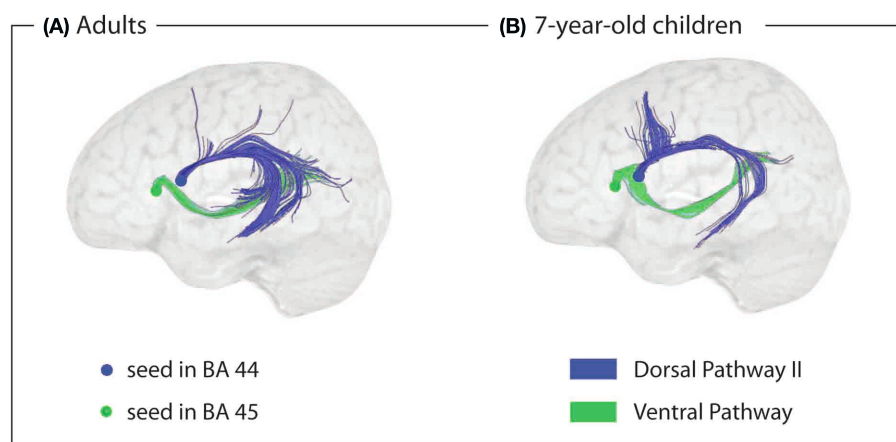 (A) Adults
(B) 7-year-old children
seed in BA 44
seed in BA 45
Dorsal Pathway II
Ventral Pathway